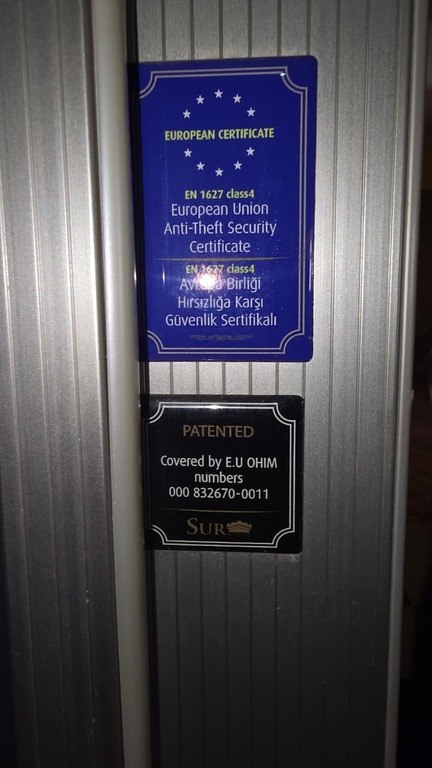 EUROPEAN CERTIFICATE
EN 1627 class4
European Union
Anti-Theft Security
Certificate
EN 1627 class4
Avrupa Birliği
Hırsızlığa Karşı
Güvenlik Sertifikalı
PATENTED
Covered by E.U OHIM
numbers
000 832670-0011
SUR